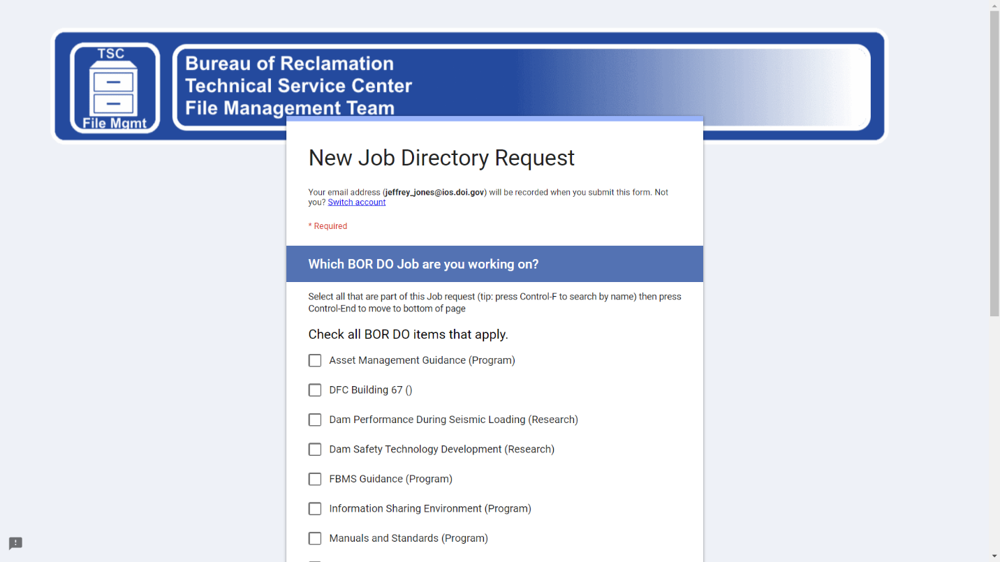 TSC
File Mgmt
Bureau of Reclamation
Technical Service Center
File Management Team
New Job Directory Request
Your email address (jeffrey_jones@ios.doi.gov) will be recorded when you submit this form. Not
you? Switch account
* Required
Which BOR DO Job are you working on?
Select all that are part of this Job request (tip: press Control-F to search by name) then press
Control-End to move to bottom of page
Check all BOR DO items that apply.
Asset Management Guidance (Program)
DFC Building 67 ()
Dam Performance During Seismic Loading (Research)
Dam Safety Technology Development (Research)
FBMS Guidance (Program)
Information Sharing Environment (Program)
Manuals and Standards (Program)